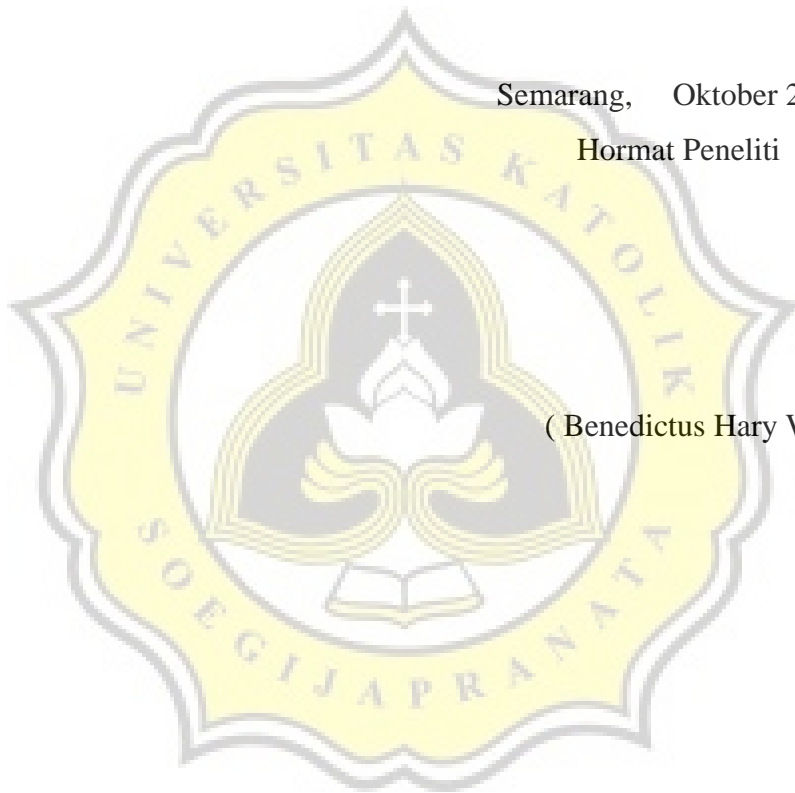 Semarang, Oktober 2
Hormat Peneliti
UNIVERSITAS KATOLIK
( Benedictus Hary V
SOEGIJAPRANATA